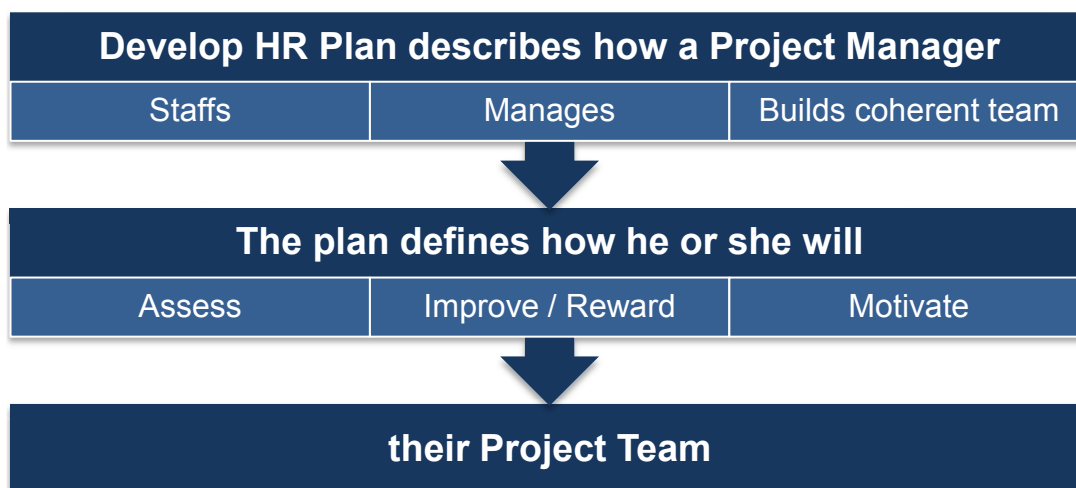 Develop HR Plan describes how a Project Manager
Staffs
Manages
Builds coherent team
The plan defines how he or she will
Assess
Improve / Reward
Motivate
their Project Team